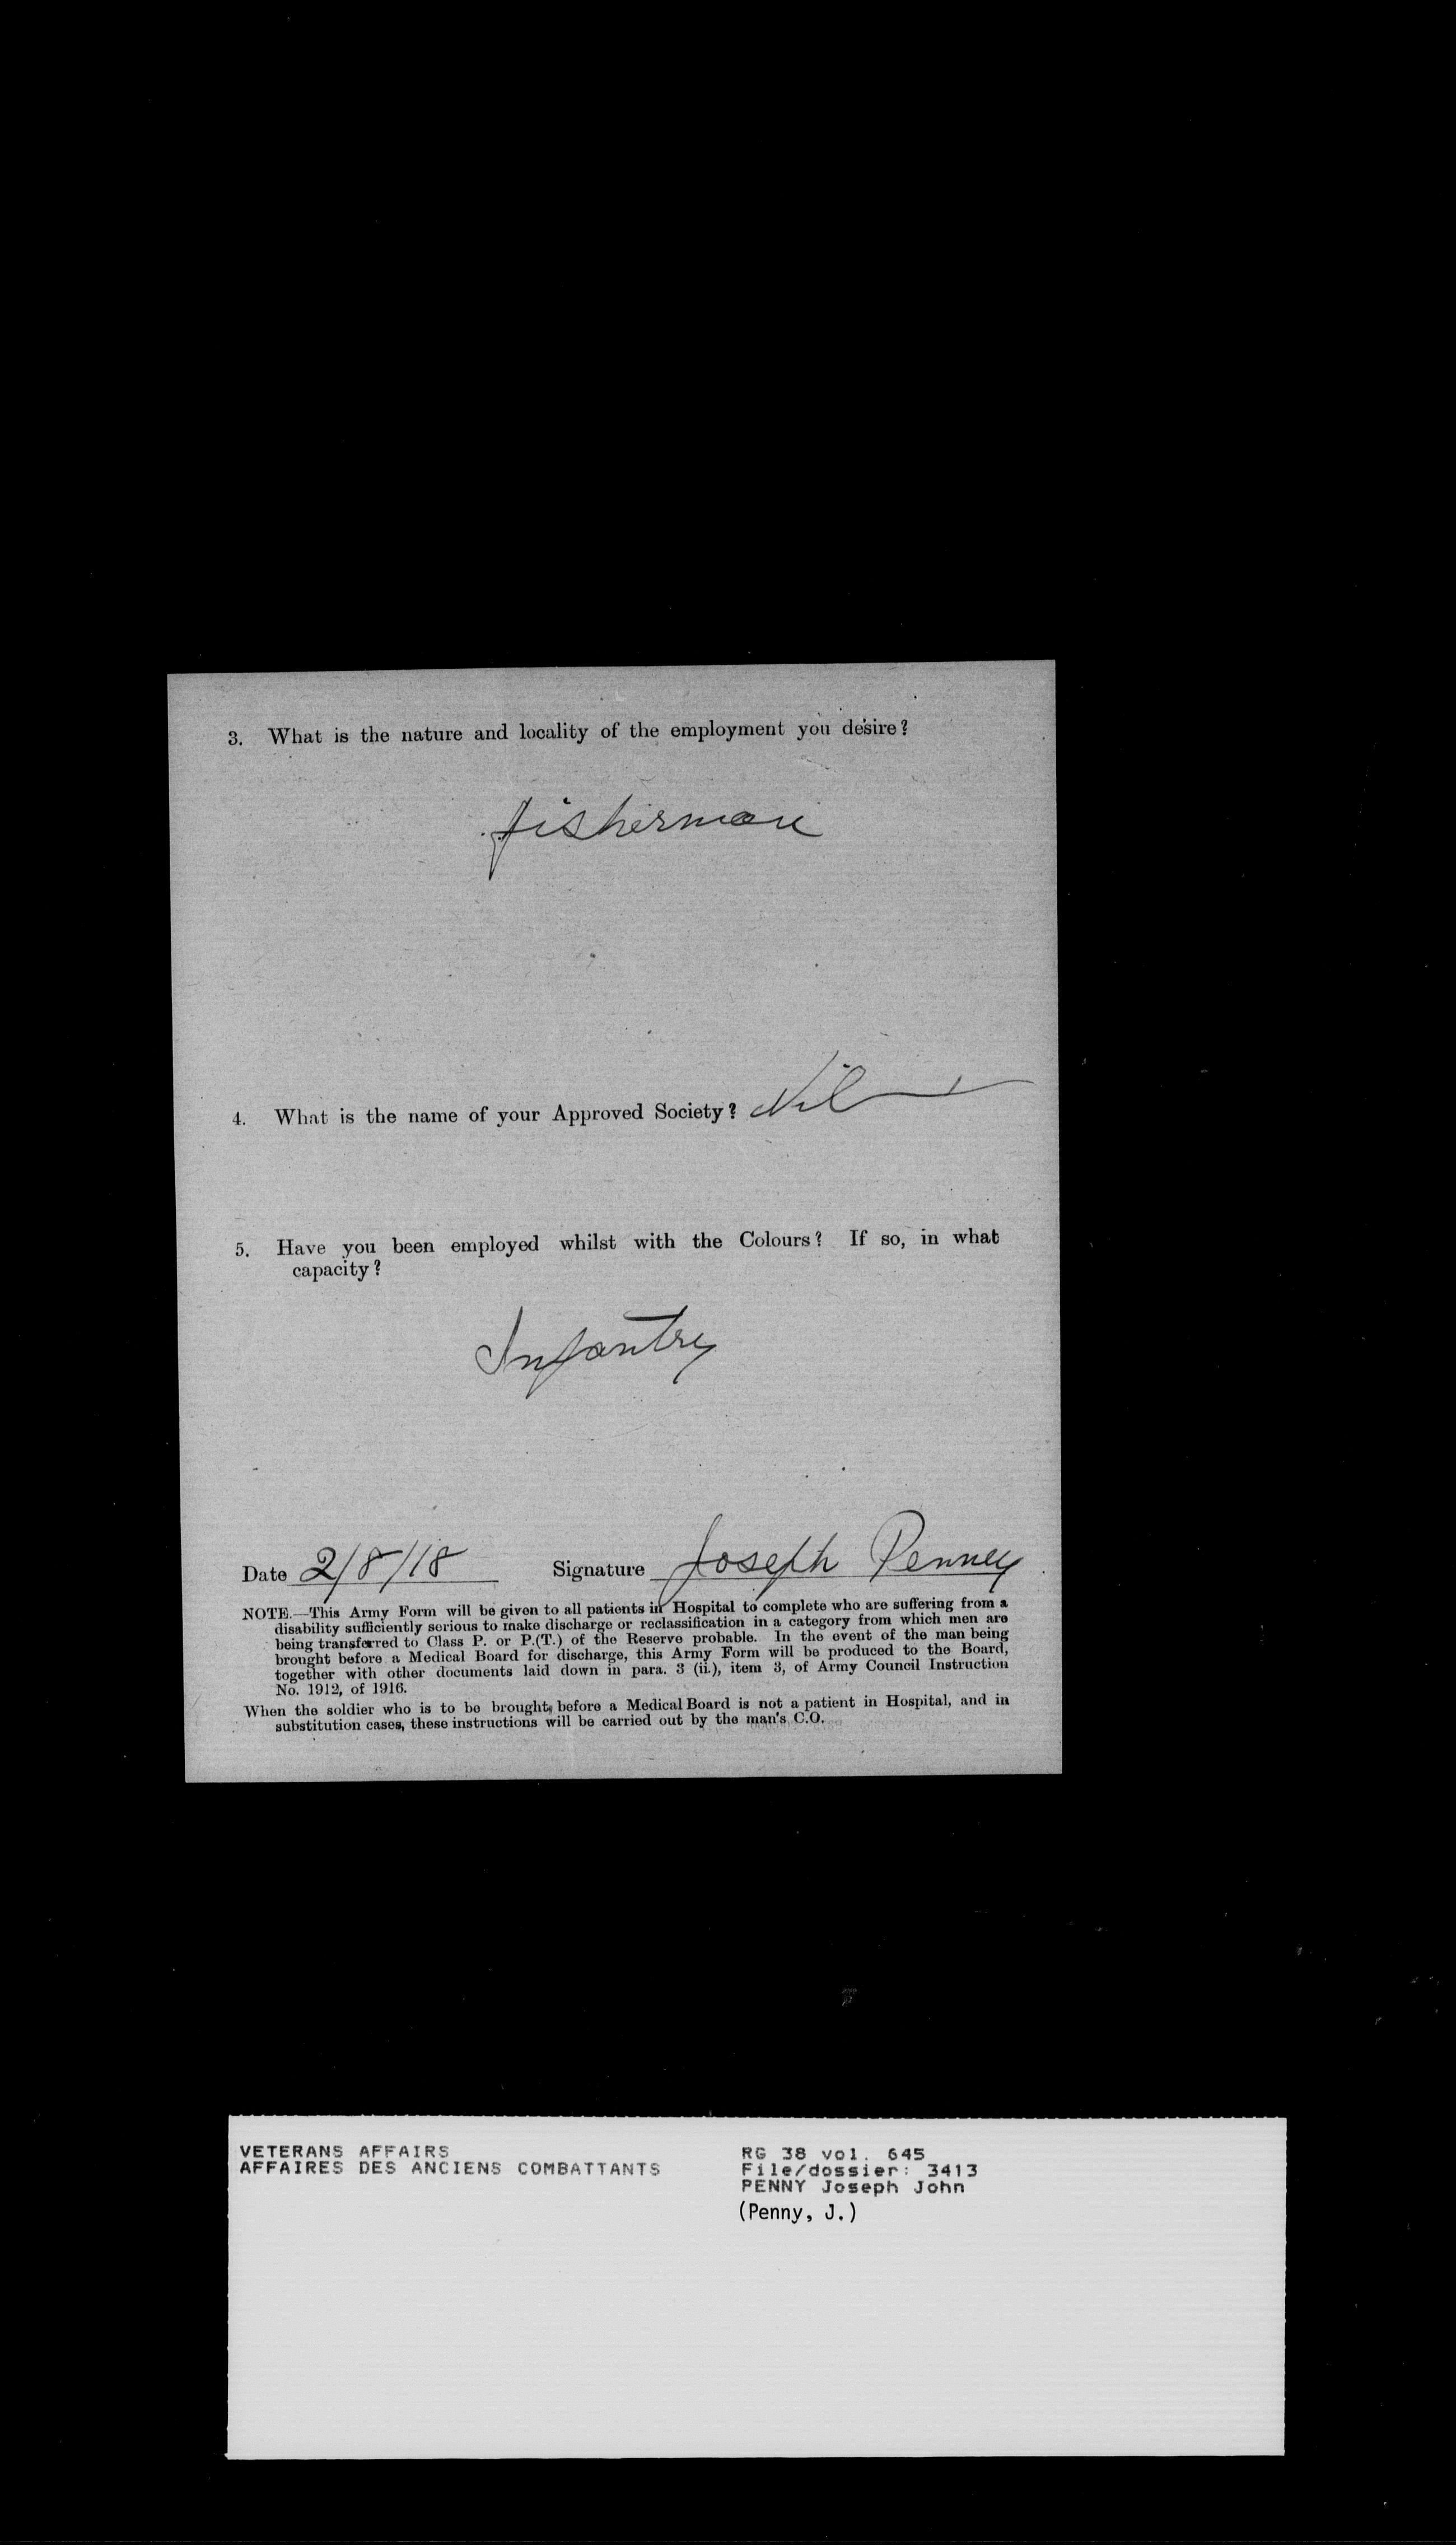 3. What is the nature and locality of the employment you desire?
fisherman
4. What is the name of your Approved Society? Nil
5. Have you been employed whilst with the Colours? If so, in what
capacity?
Infantry
Date 2/8/18 Signature Joseph Penney
NOTE.—This Army Form will be given to all patients in Hospital to complete who are suffering from a
disability sufficiently serious to make discharge or reclassification in a category from which men are
being transferred to Class P. or P.(T.) of the Reserve probable. In the event of the man being
brought before a Medical Board for discharge, this Army Form will be produced to the Board,
together with other documents laid down in para. 3 (ii.), item 3, of Army Council Instruction
No. 1912, of 1916.
When the soldier who is to be brought before a Medical Board is not a patient in Hospital, and in
substitution cases, these instructions will be carried out by the man's C.O.
VETERANS AFFAIRS
AFFAIRES DES ANCIENS COMBATTANTS
RG 38 vol. 645
File/dossier: 3413
PENNY Joseph John
(Penny, J.)